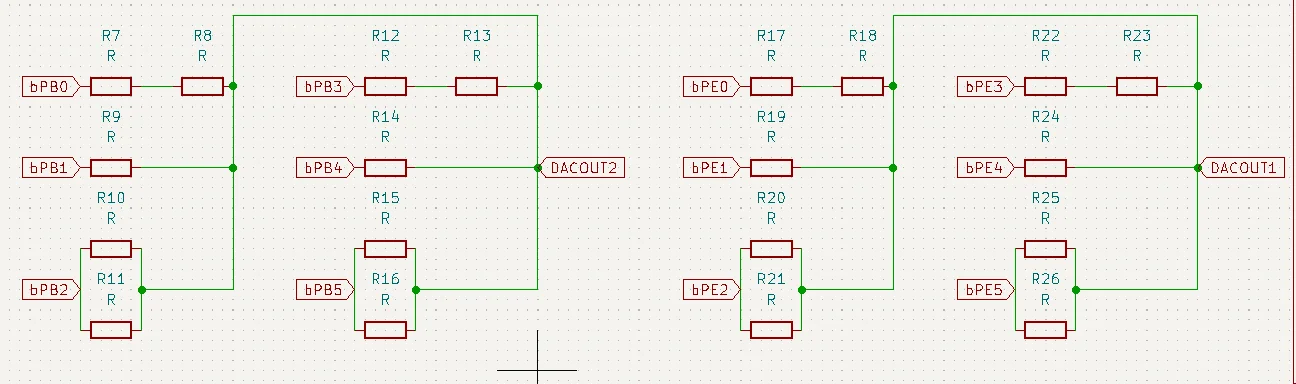 R7 R8 R12 R13 R17 R18 R22 R23
R R R R R R R R
bPB0 bPB3 bPE0 bPE3
R9 R14 R19 R24
R R R R
bPB1 bPB4 DACOUT2 bPE1 bPE4 DACOUT1
R10 R15 R20 R25
R R R R
R11 R16 R21 R26
bPB2 bPB5 bPE2 bPE5
R R R R